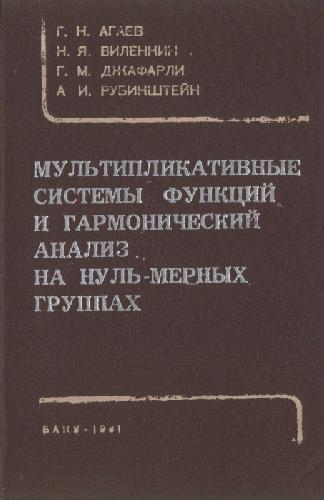 Г. Н. АГАЕВ
Н. Я. ВИЛЕНКИН
Г. М. ДЖАФАРЛИ
А. И. РУБИНШТЕЙН
МУЛЬТИПЛИКАТИВНЫЕ
СИСТЕМЫ ФУНКЦИЙ
И ГАРМОНИЧЕСКИЙ
АНАЛИЗ
НА НУЛЬ-МЕРНЫХ
ГРУППАХ
БАКУ - 1981